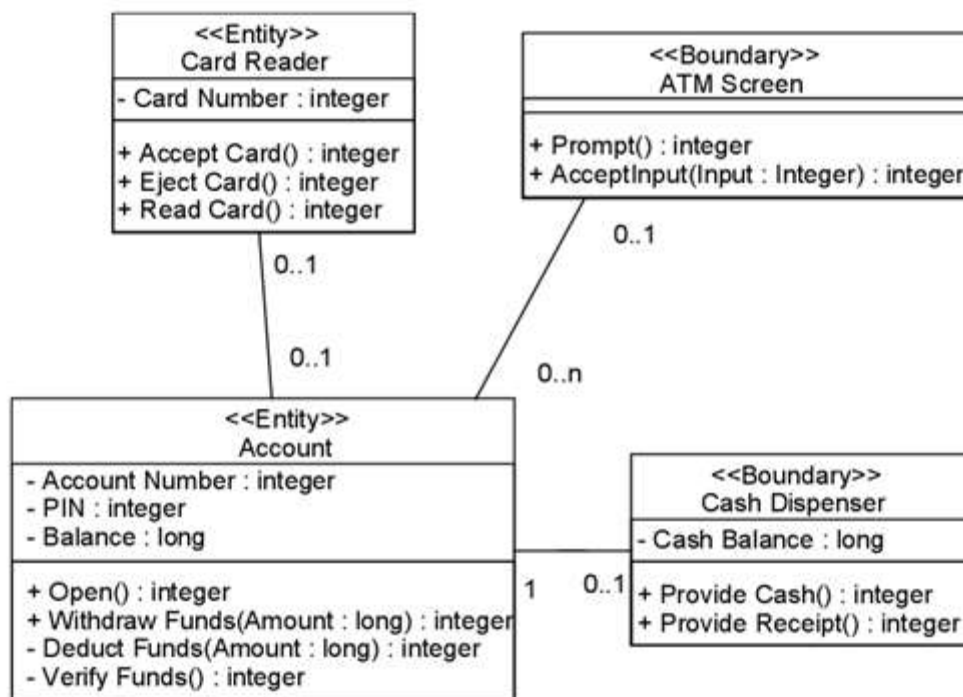 <<Entity>>
Card Reader
- Card Number : integer
+ Accept Card() : integer
+ Eject Card() : integer
+ Read Card() : integer
<<Boundary>>
ATM Screen
+ Prompt() : integer
+ AcceptInput(Input : Integer) : integer
0..1
0..1
0..1
0..n
<<Entity>>
Account
- Account Number : integer
- PIN : integer
- Balance : long
+ Open() : integer
+ Withdraw Funds(Amount : long) : integer
- Deduct Funds(Amount : long) : integer
- Verify Funds() : integer
1
0..1
<<Boundary>>
Cash Dispenser
- Cash Balance : long
+ Provide Cash() : integer
+ Provide Receipt() : integer